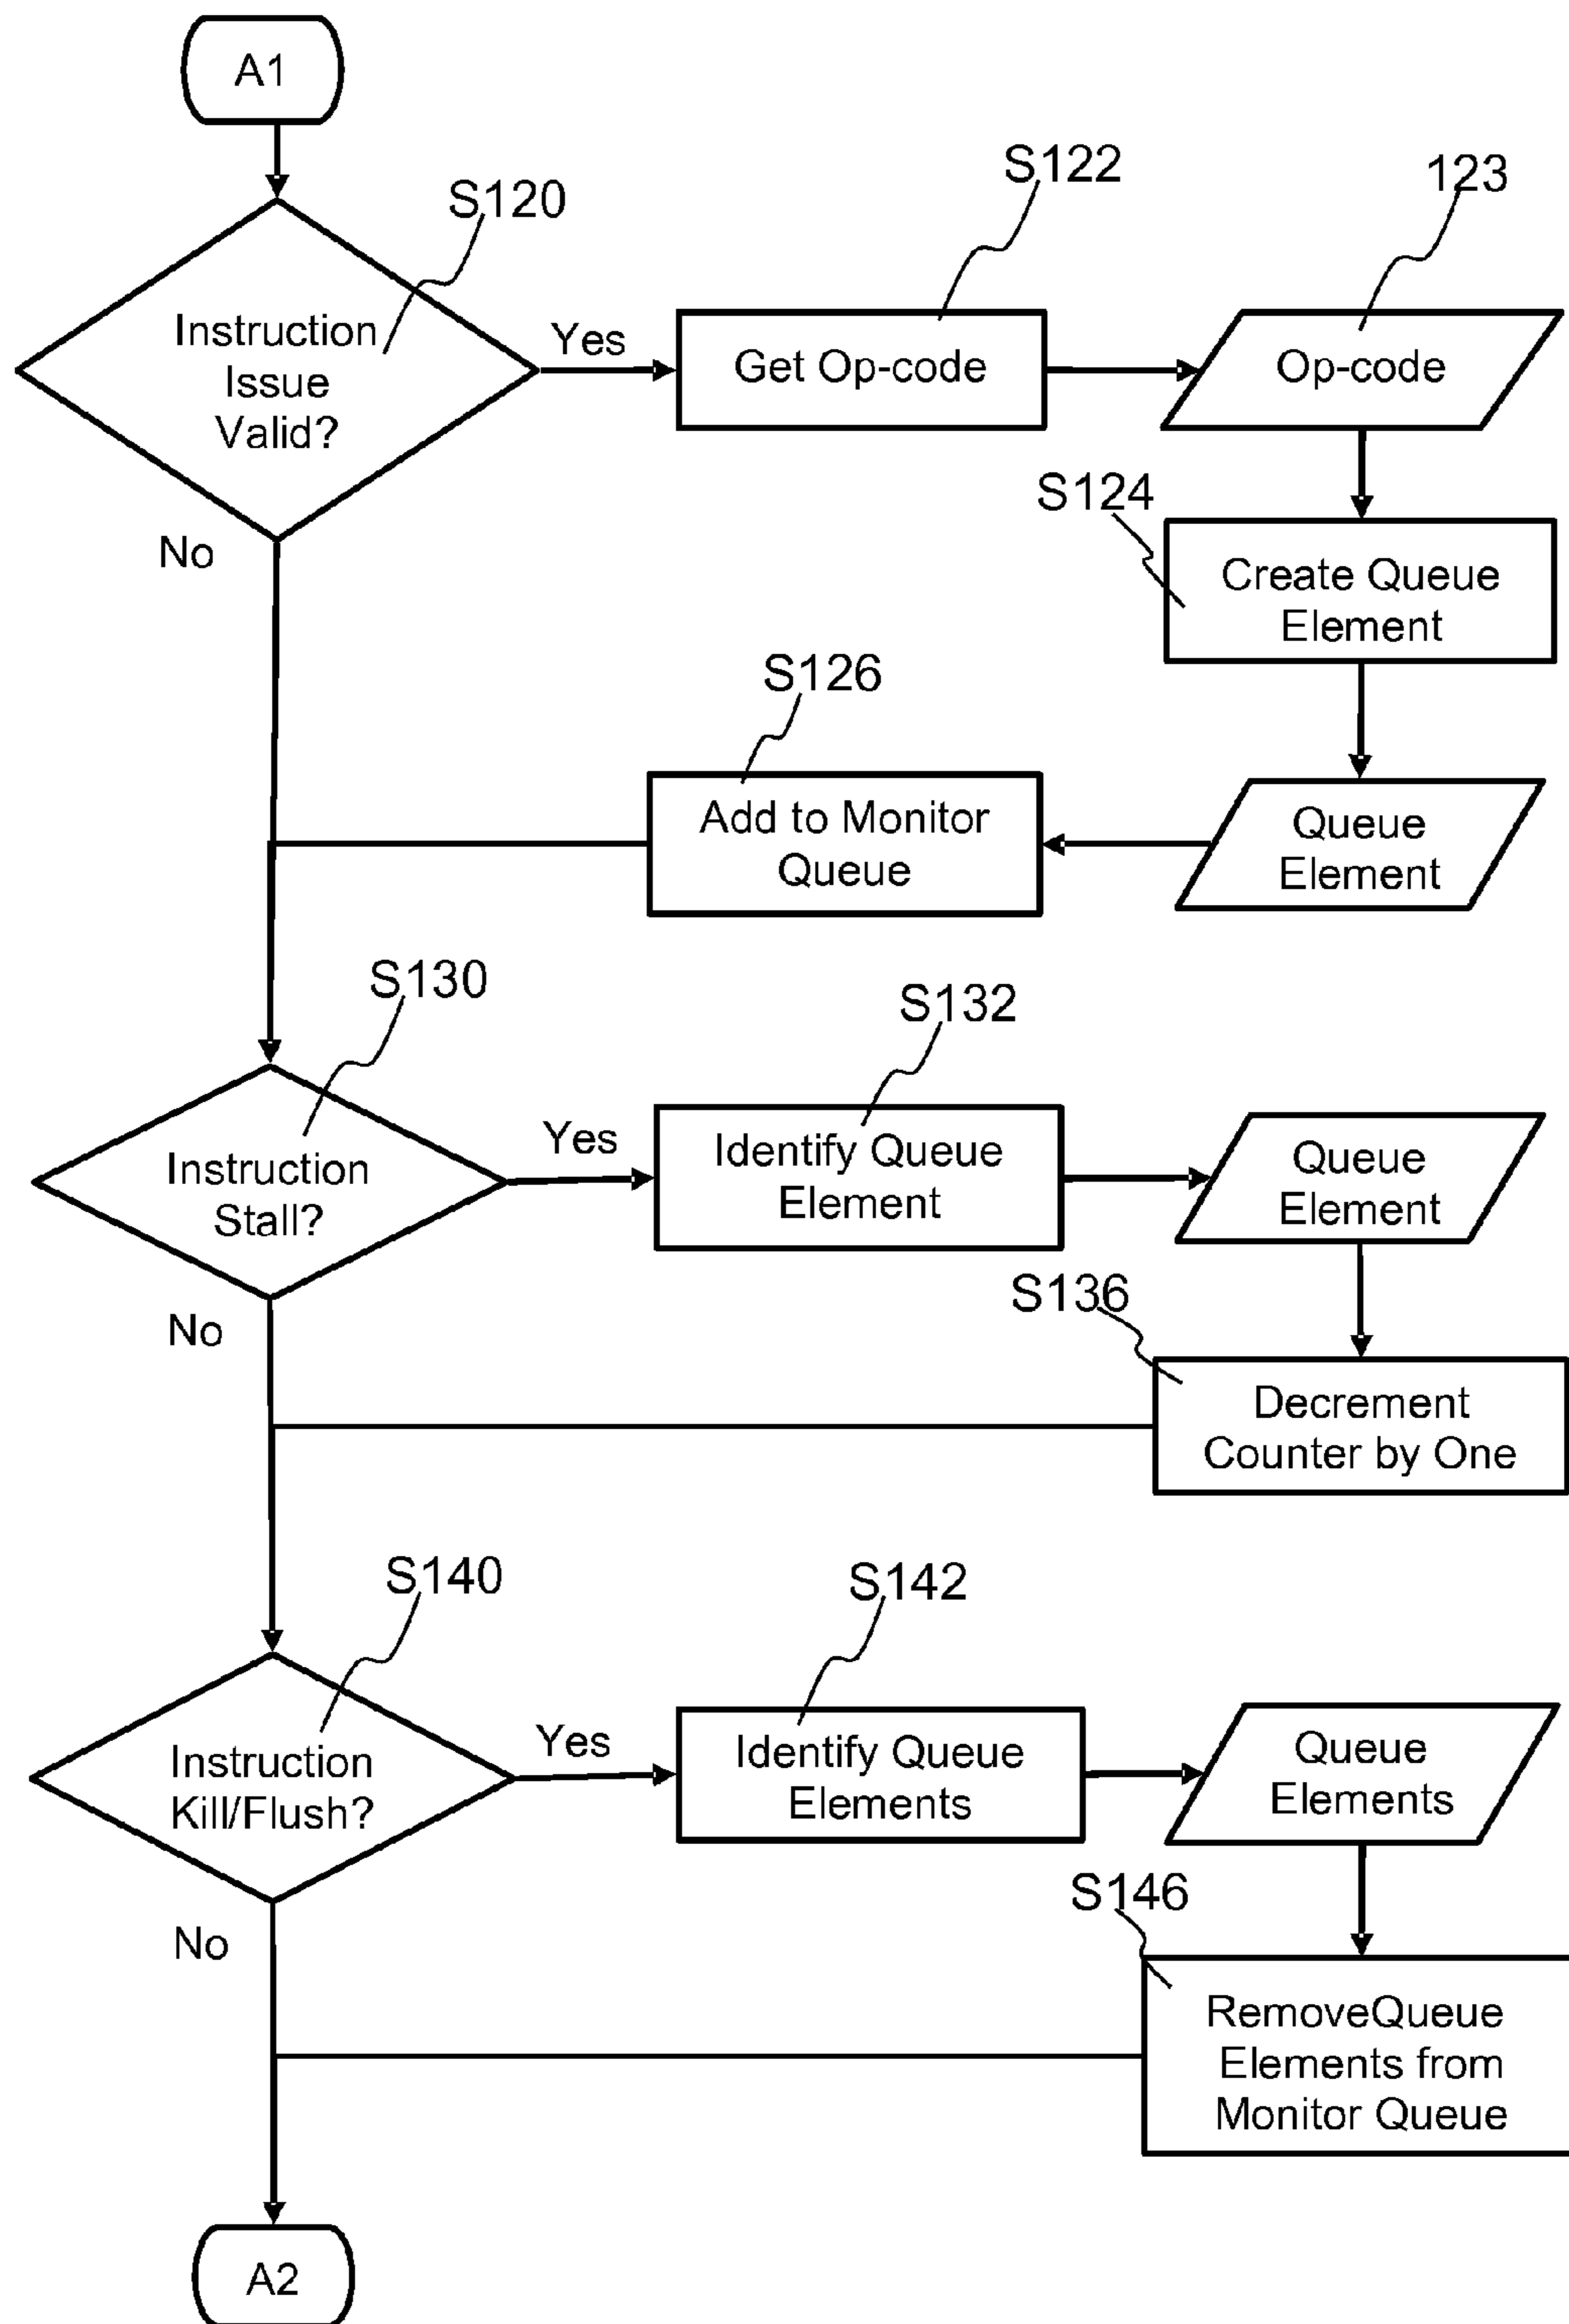 A1
S120
S122
123
Instruction
Issue
Valid?
Yes
Get Op-code
Op-code
No
S124
Create Queue
Element
S126
Add to Monitor
Queue
Queue
Element
S130
S132
Instruction
Stall?
Yes
Identify Queue
Element
Queue
Element
No
S136
Decrement
Counter by One
S140
S142
Instruction
Kill/Flush?
Yes
Identify Queue
Elements
Queue
Elements
No
S146
RemoveQueue
Elements from
Monitor Queue
A2